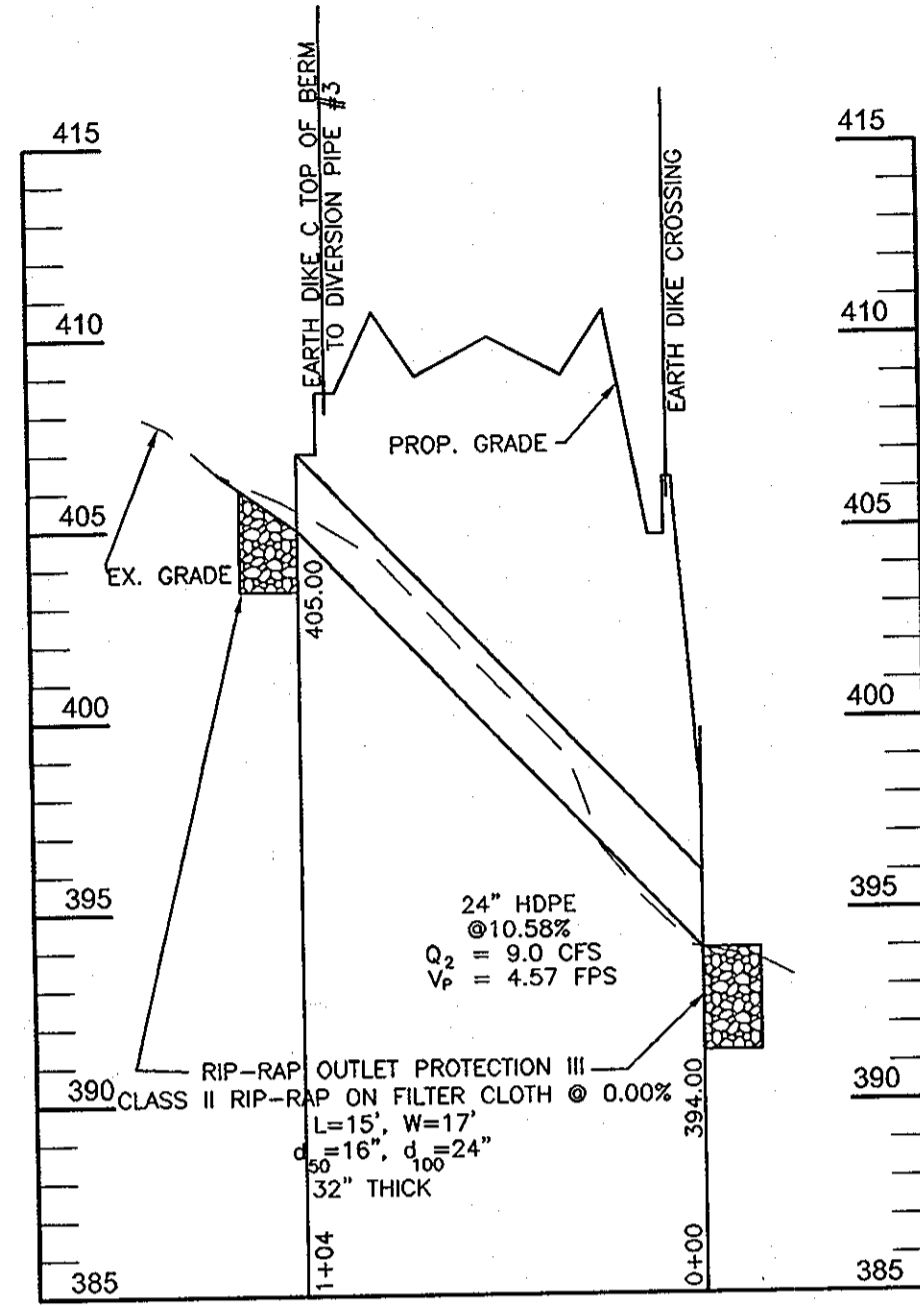 EARTH DIKE C TOP OF BERM
TO DIVERSION PIPE #3
EARTH DIKE CROSSING
415
415
410
410
PROP. GRADE
405
405
EX. GRADE
405.00
400
400
395
395
24" HDPE
@10.58%
Q2 = 9.0 CFS
VP = 4.57 FPS
RIP-RAP OUTLET PROTECTION III
390
390
CLASS II RIP-RAP ON FILTER CLOTH @ 0.00%
394.00
L=15', W=17'
d50=16", d100=24"
32" THICK
1+04
0+00
385
385